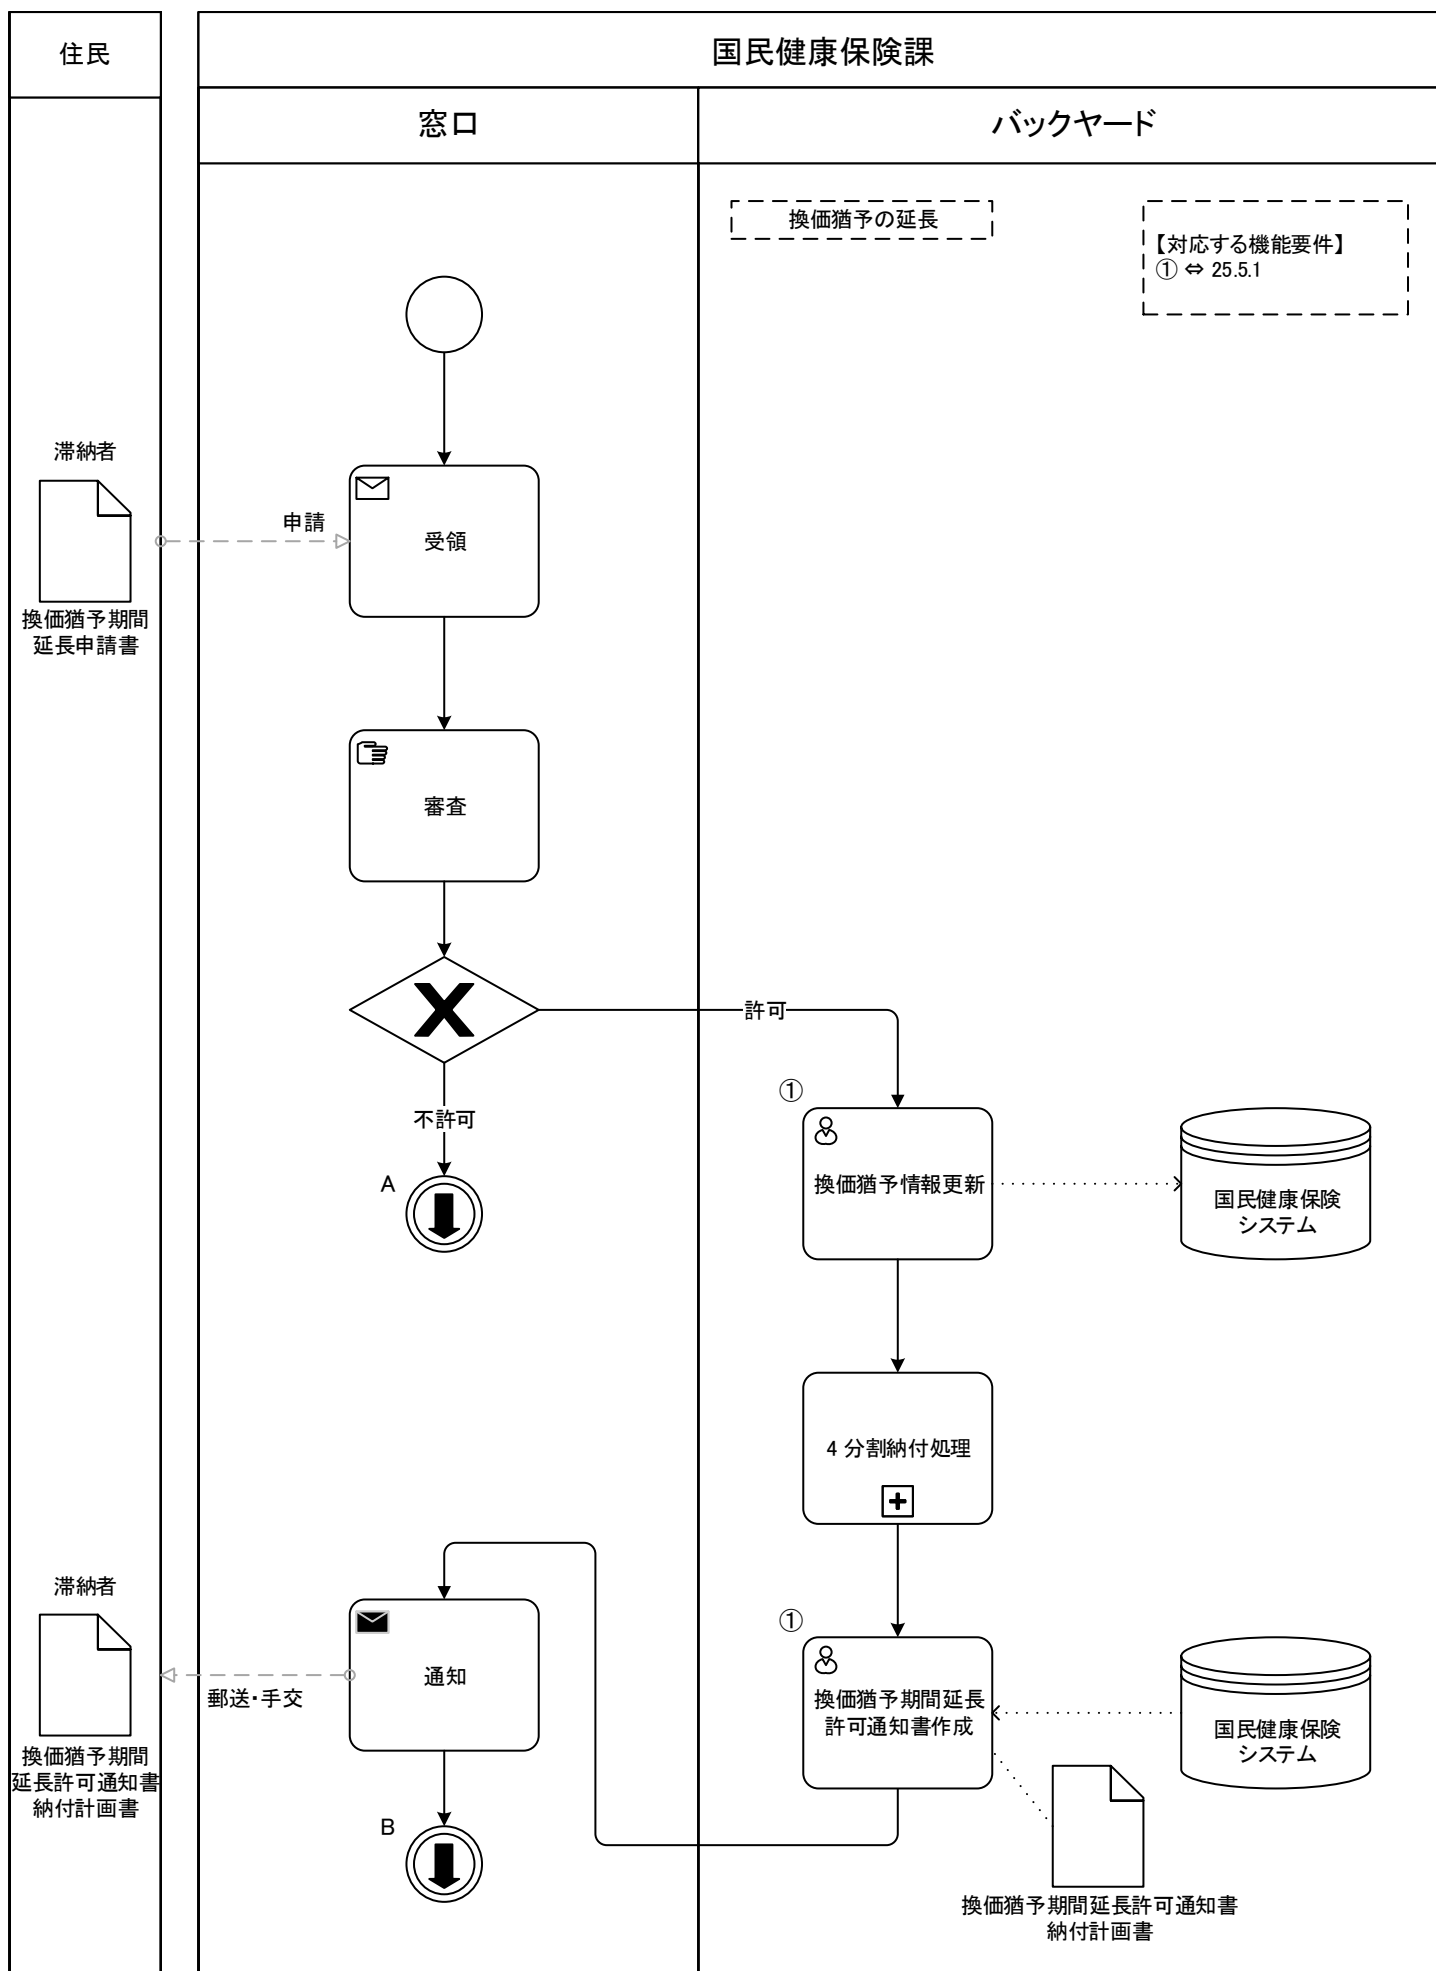 住民
国民健康保険課
窓口
バックヤード
換価猶予の延長
【対応する機能要件】
① ⇔ 25.5.1
滞納者
換価猶予期間
延長申請書
申請
受領
審査
許可
不許可
A
①
換価猶予情報更新
国民健康保険
システム
4 分割納付処理
①
換価猶予期間延長
許可通知書作成
国民健康保険
システム
換価猶予期間延長許可通知書
納付計画書
通知
郵送・手交
滞納者
換価猶予期間
延長許可通知書
納付計画書
B